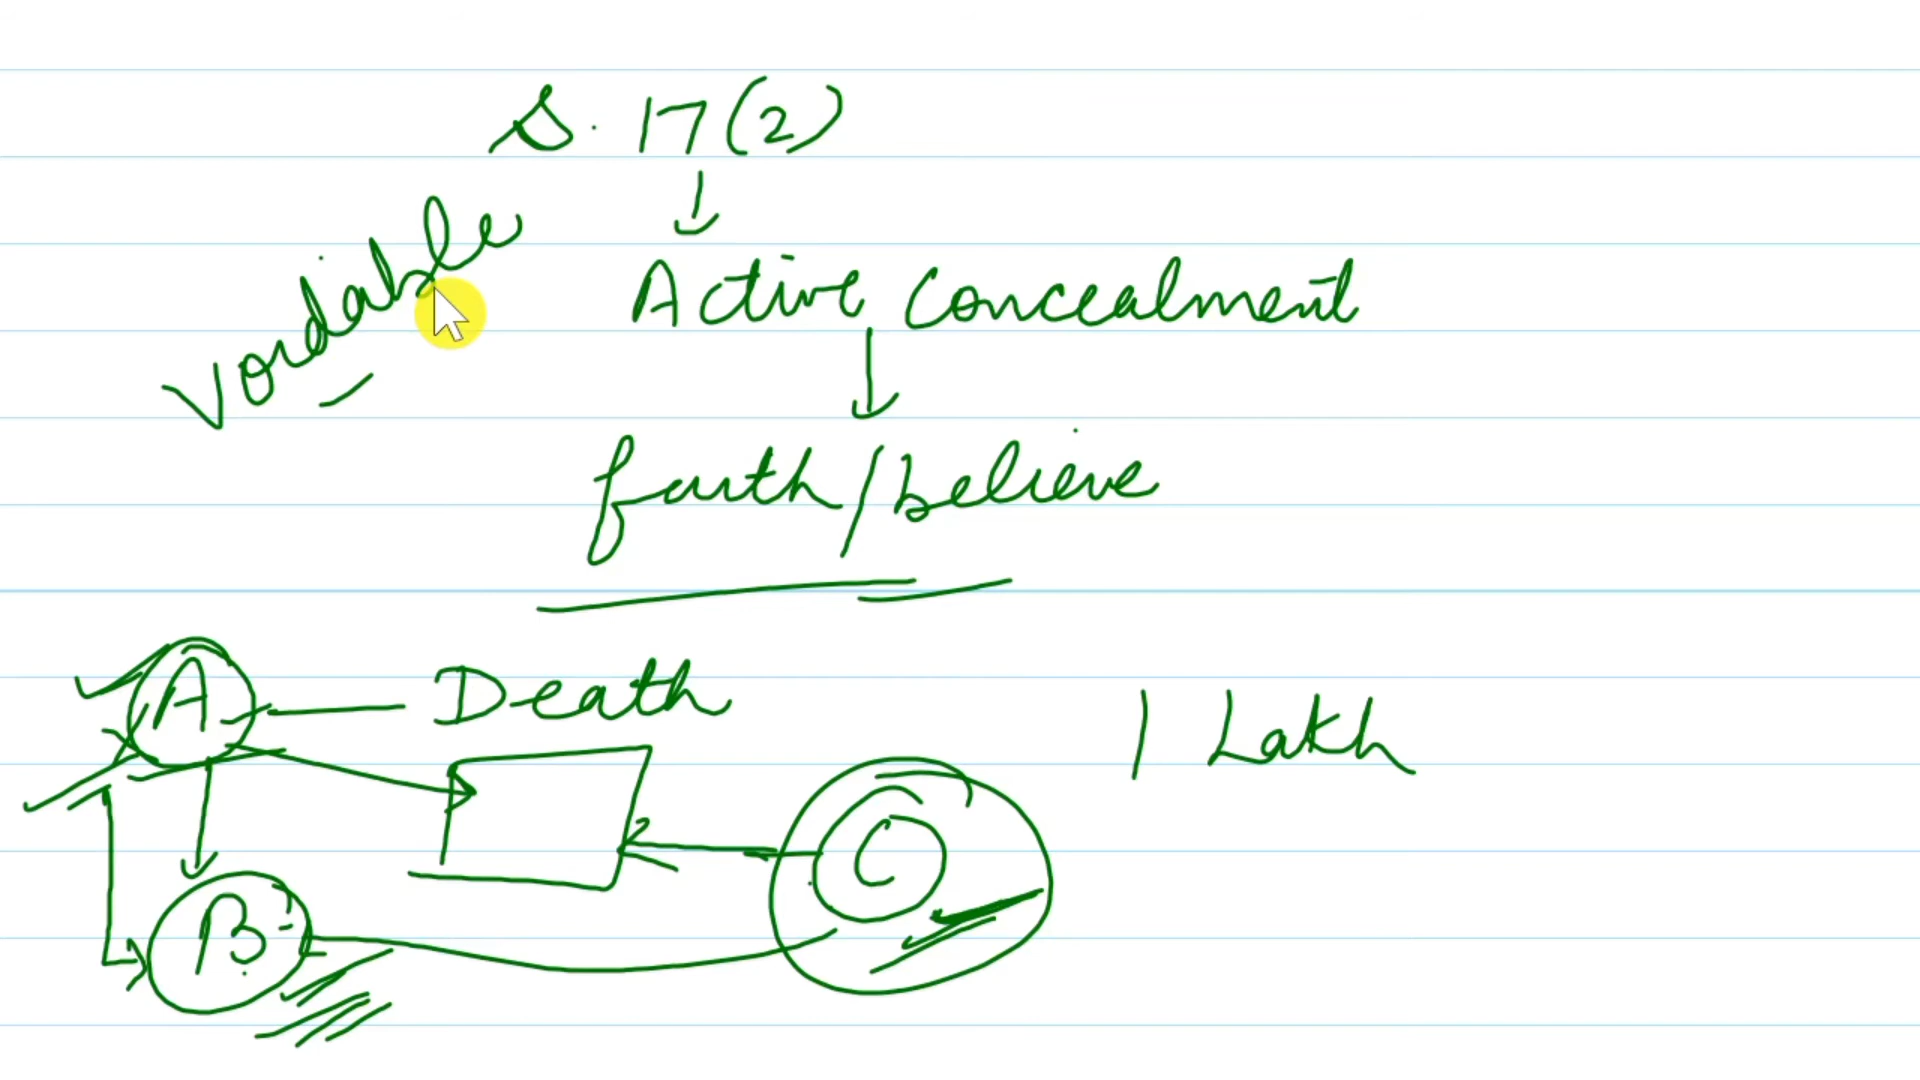 S. 17(2)
Voidable
Active Concealment
faith/believe
A Death
1 Lakh
C
B